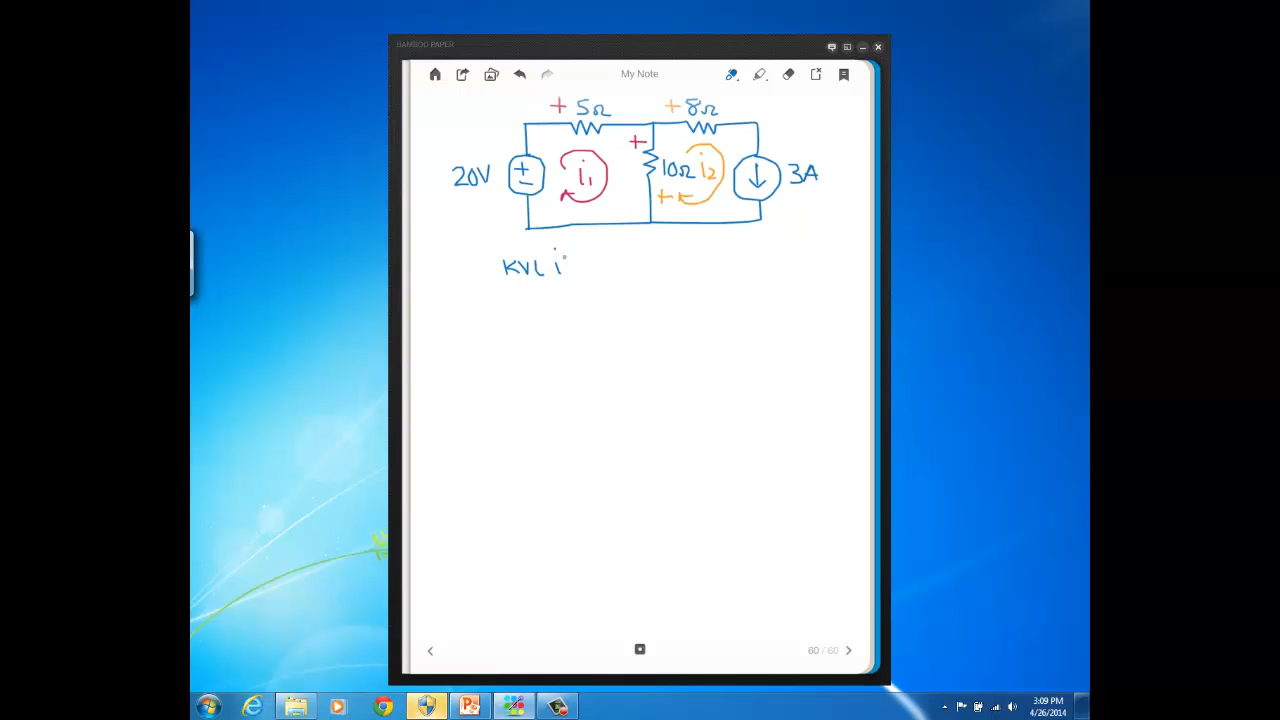 BAMBOO PAPER
My Note
+ 5Ω + 8Ω
+
20V + − i1 10Ω i2 3A
+
KVL i
60 / 60
3:09 PM
4/26/2014